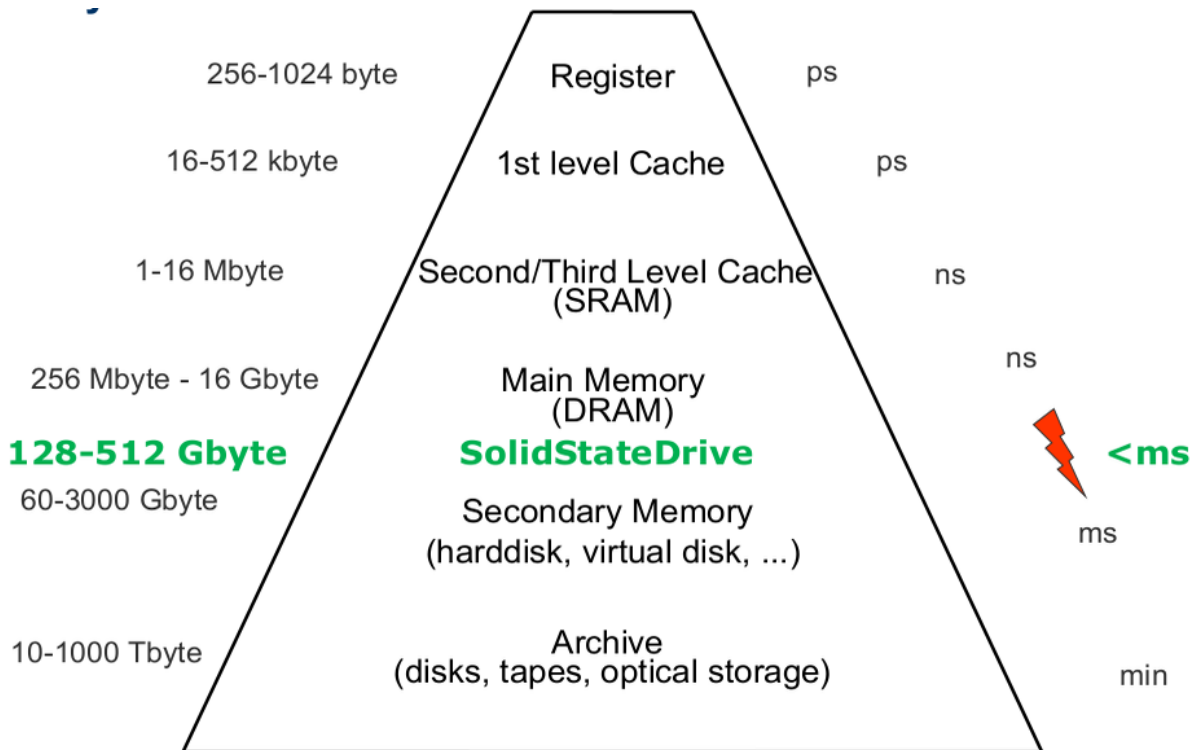 256-1024 byte Register ps
16-512 kbyte 1st level Cache ps
1-16 Mbyte Second/Third Level Cache ns
(SRAM)
ns
256 Mbyte - 16 Gbyte Main Memory
(DRAM)
128-512 Gbyte SolidStateDrive <ms
60-3000 Gbyte Secondary Memory
ms
(harddisk, virtual disk, ...)
10-1000 Tbyte Archive
(disks, tapes, optical storage) min